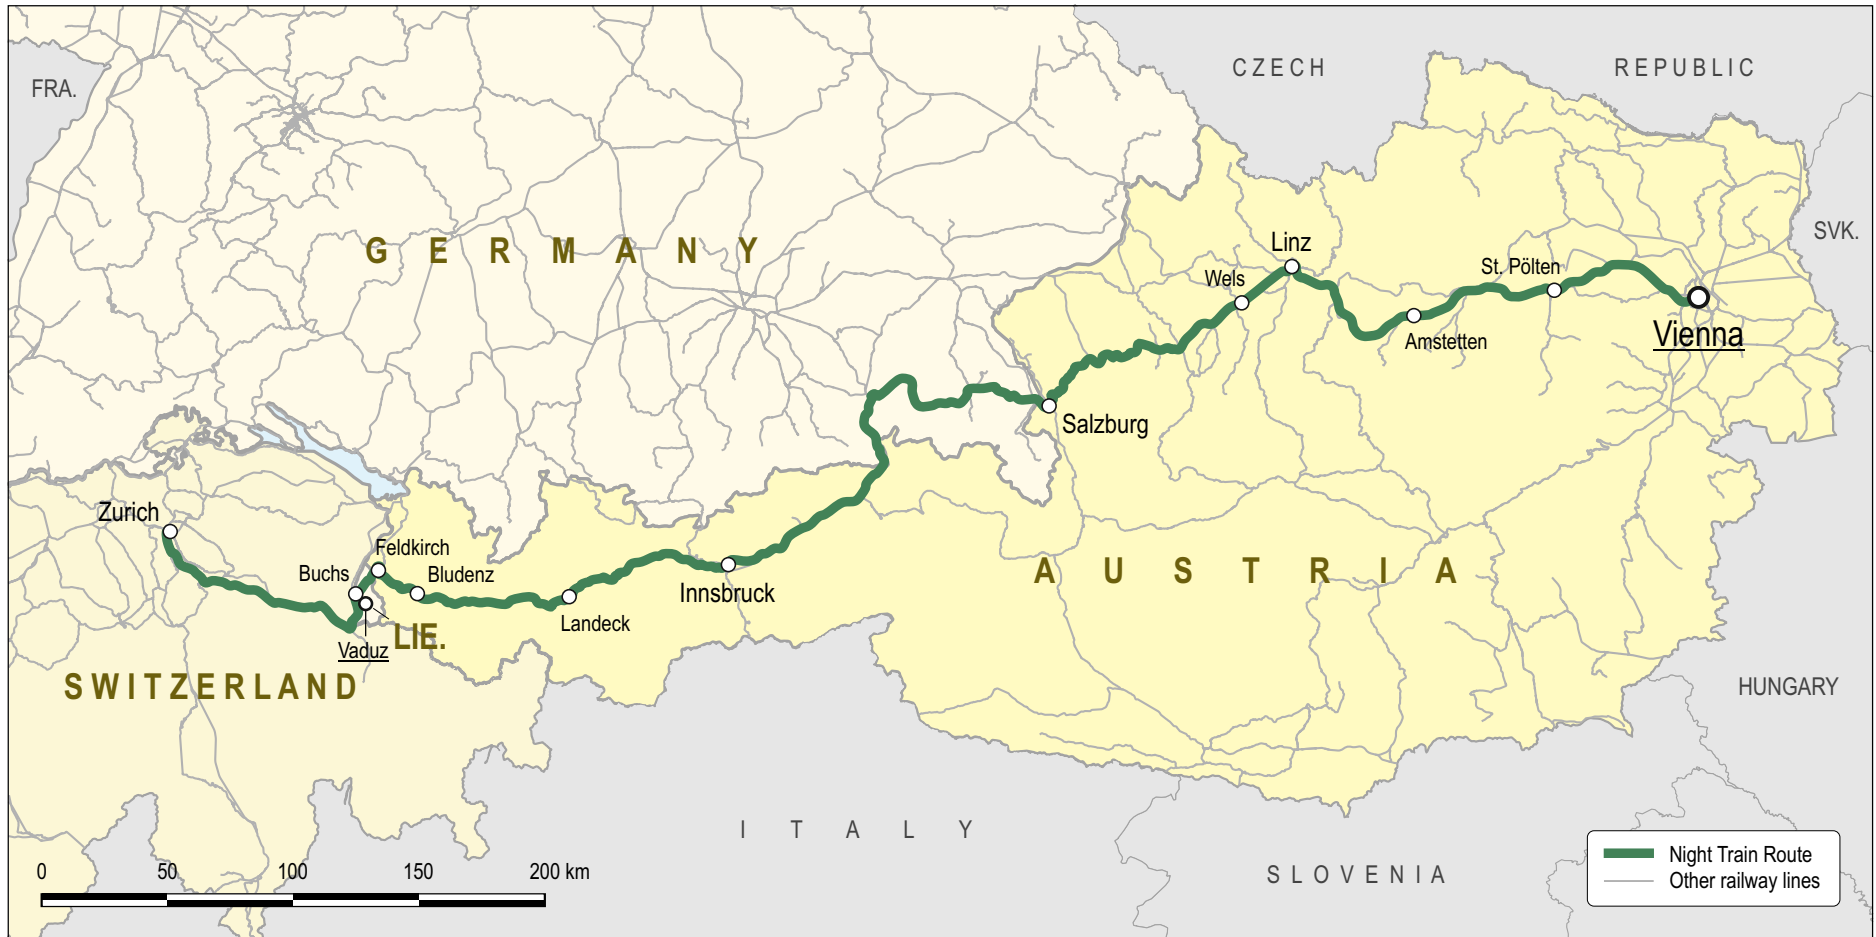 CZECH REPUBLIC
FRA.
SVK.
GERMANY
Linz
Wels
St. Pölten
Vienna
Amstetten
Salzburg
Zurich
Feldkirch
Buchs
Bludenz
Innsbruck
AUSTRIA
Landeck
LIE.
Vaduz
SWITZERLAND
HUNGARY
ITALY
SLOVENIA
0 50 100 150 200 km
Night Train Route
Other railway lines